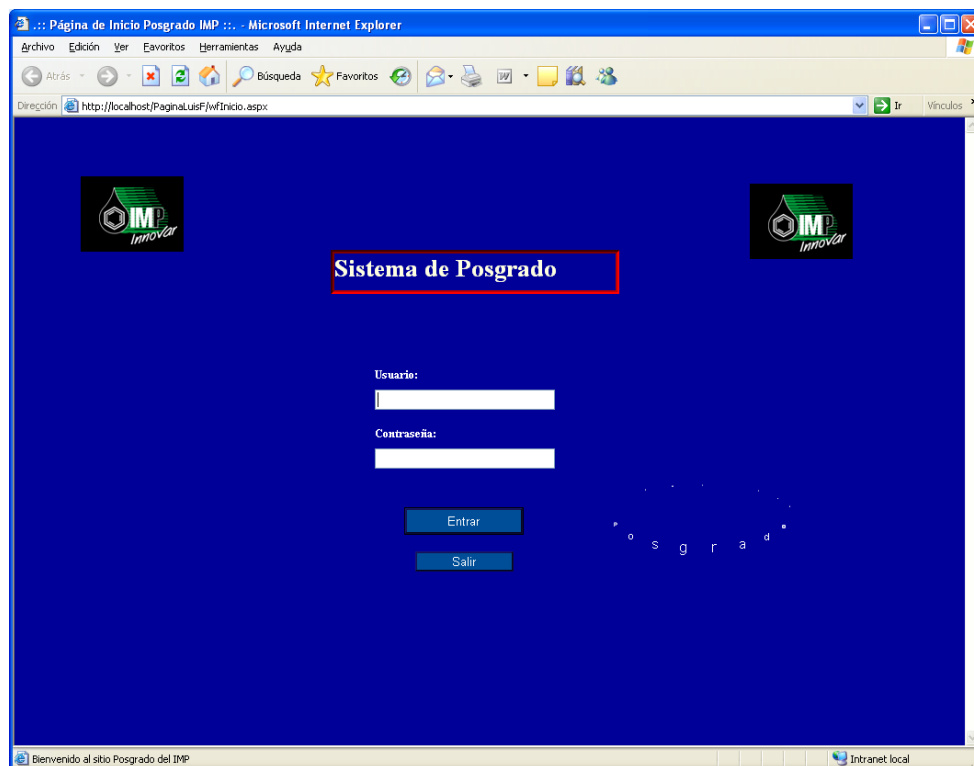 .:: Página de Inicio Posgrado IMP ::. - Microsoft Internet Explorer
Archivo Edición Ver Favoritos Herramientas Ayuda
Atrás Búsqueda Favoritos
Dirección http://localhost/PaginaLuisF/wfInicio.aspx Ir Vínculos
IMP
Innovar
IMP
Innovar
Sistema de Posgrado
Usuario:
Contraseña:
Entrar
Salir
Posgrado
Bienvenido al sitio Posgrado del IMP Intranet local